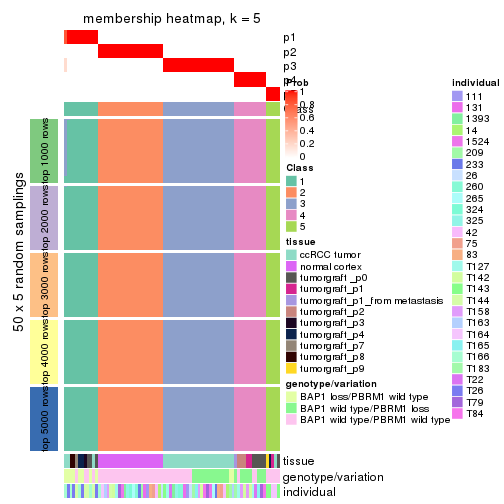 membership heatmap, k = 5
p1
p2
p3
p4
Prob
1
0.8
0.6
0.4
0.2
0
Class
1
2
3
4
5
tissue
ccRCC tumor
normal cortex
tumorgraft_p0
tumorgraft_p1
tumorgraft_p1_from metastasis
tumorgraft_p2
tumorgraft_p3
tumorgraft_p4
tumorgraft_p7
tumorgraft_p8
tumorgraft_p9
genotype/variation
BAP1 loss/PBRM1 wild type
BAP1 wild type/PBRM1 loss
BAP1 wild type/PBRM1 wild type
individual
111
131
1393
14
1524
209
233
26
260
265
324
325
42
75
83
T127
T142
T143
T144
T158
T163
T164
T165
T166
T183
T22
T26
T79
T84
50 x 5 random samplings
top 1000 rows
top 2000 rows
top 3000 rows
top 4000 rows
top 5000 rows
tissue
genotype/variation
individual